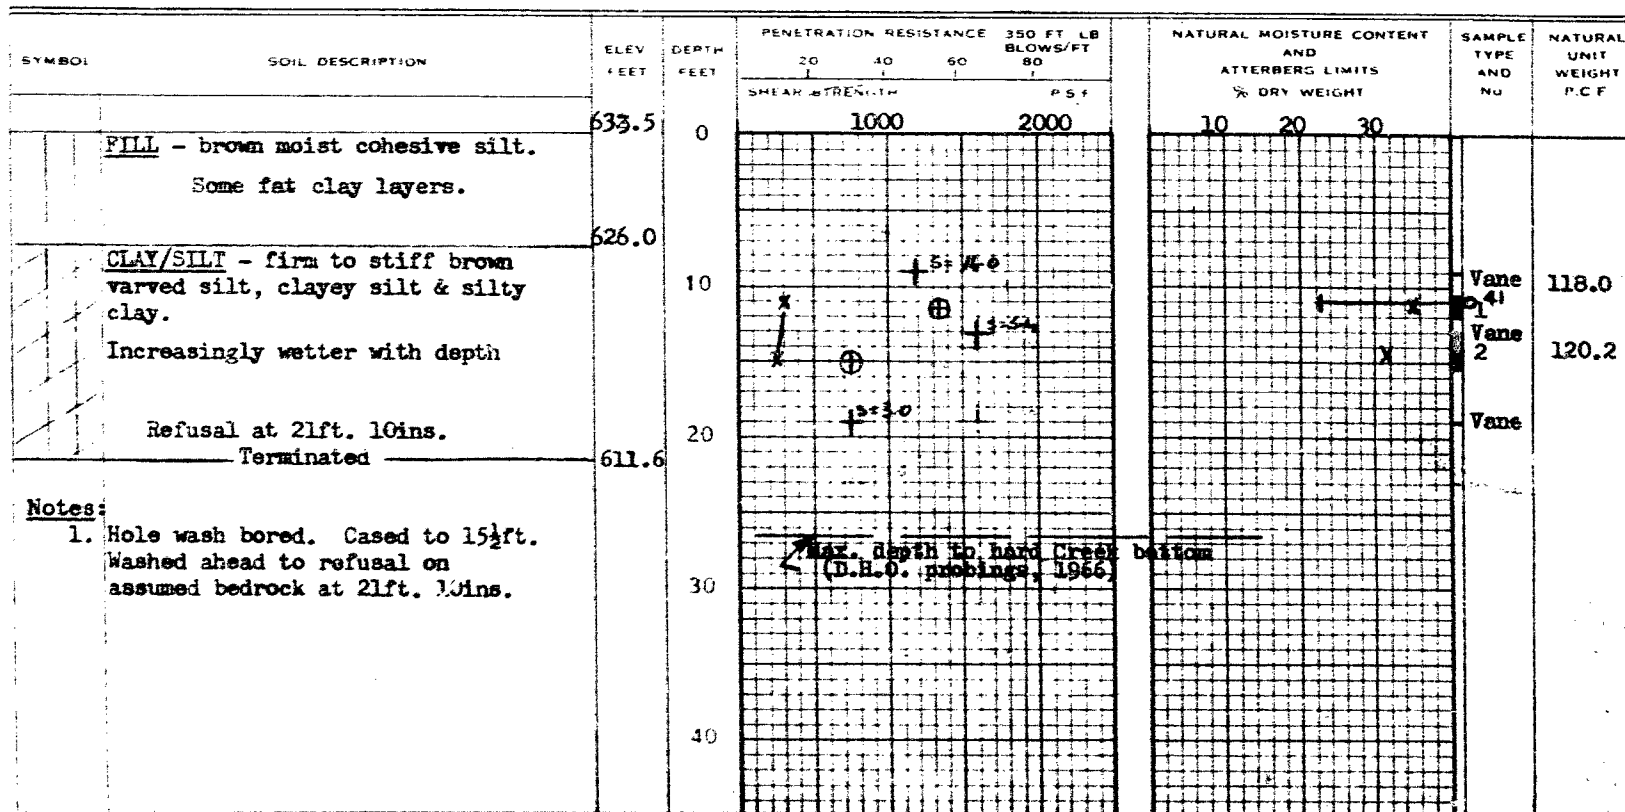 SYMBOL
SOIL DESCRIPTION
ELEV FEET
DEPTH FEET
PENETRATION RESISTANCE 350 FT LB
BLOWS/FT
20 40 60 80
SHEAR STRENGTH P S F
1000 2000
NATURAL MOISTURE CONTENT
AND
ATTERBERG LIMITS
% DRY WEIGHT
10 20 30
SAMPLE
TYPE
AND
No
NATURAL
UNIT
WEIGHT
P.C F
633.5 0
FILL - brown moist cohesive silt.
Some fat clay layers.
626.0
CLAY/SILT - firm to stiff brown
varved silt, clayey silt & silty
clay.
Increasingly wetter with depth
Refusal at 21ft. 10ins.
Terminated
611.6
10
20
30
40
S=
S=3.0
Vane 118.0
41
1
Vane
2 120.2
Vane
Max. depth to hard Creek bottom
(D.H.O. probings, 1966)
Notes:
1. Hole wash bored. Cased to 15½ft.
Washed ahead to refusal on
assumed bedrock at 21ft. 10ins.